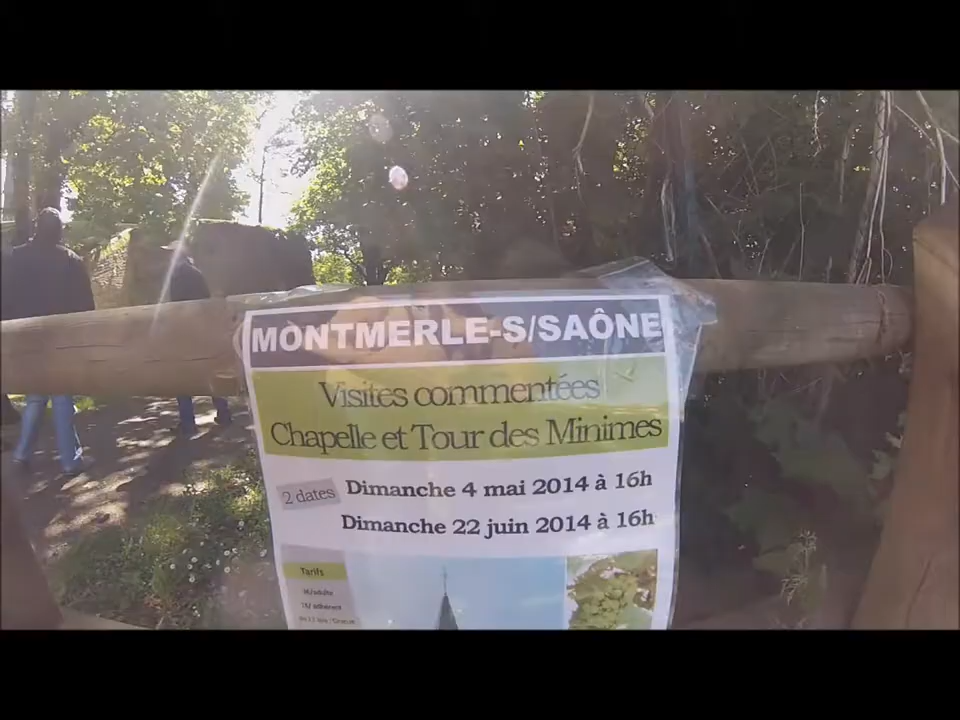 MONTMERLE-S/SAÔNE
Visites commentées
Chapelle et Tour des Minimes
2 dates
Dimanche 4 mai 2014 à 16h
Dimanche 22 juin 2014 à 16h
Tarifs